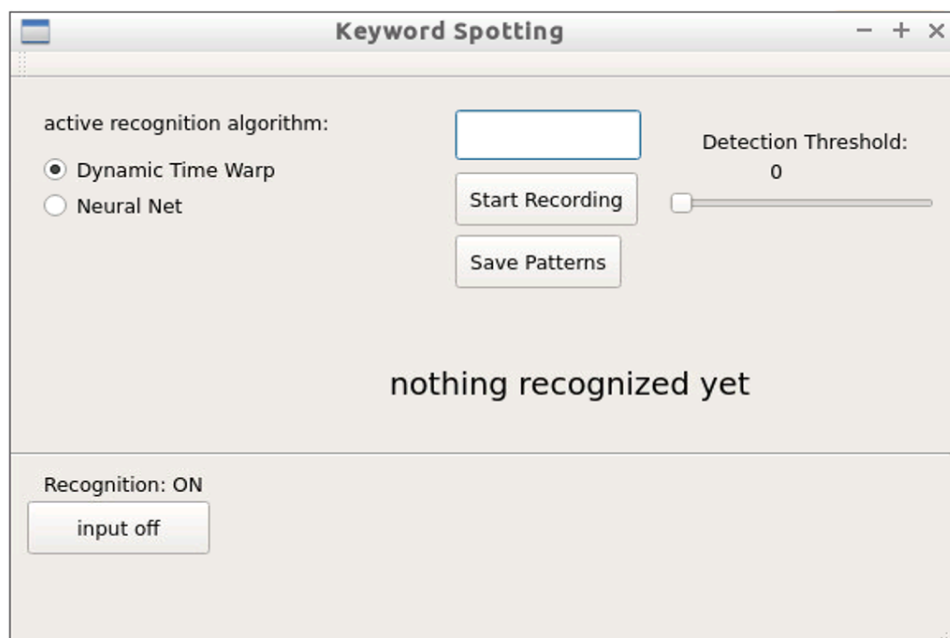 Keyword Spotting
active recognition algorithm:
Dynamic Time Warp
Neural Net
Start Recording
Save Patterns
Detection Threshold:
0
nothing recognized yet
Recognition: ON
input off